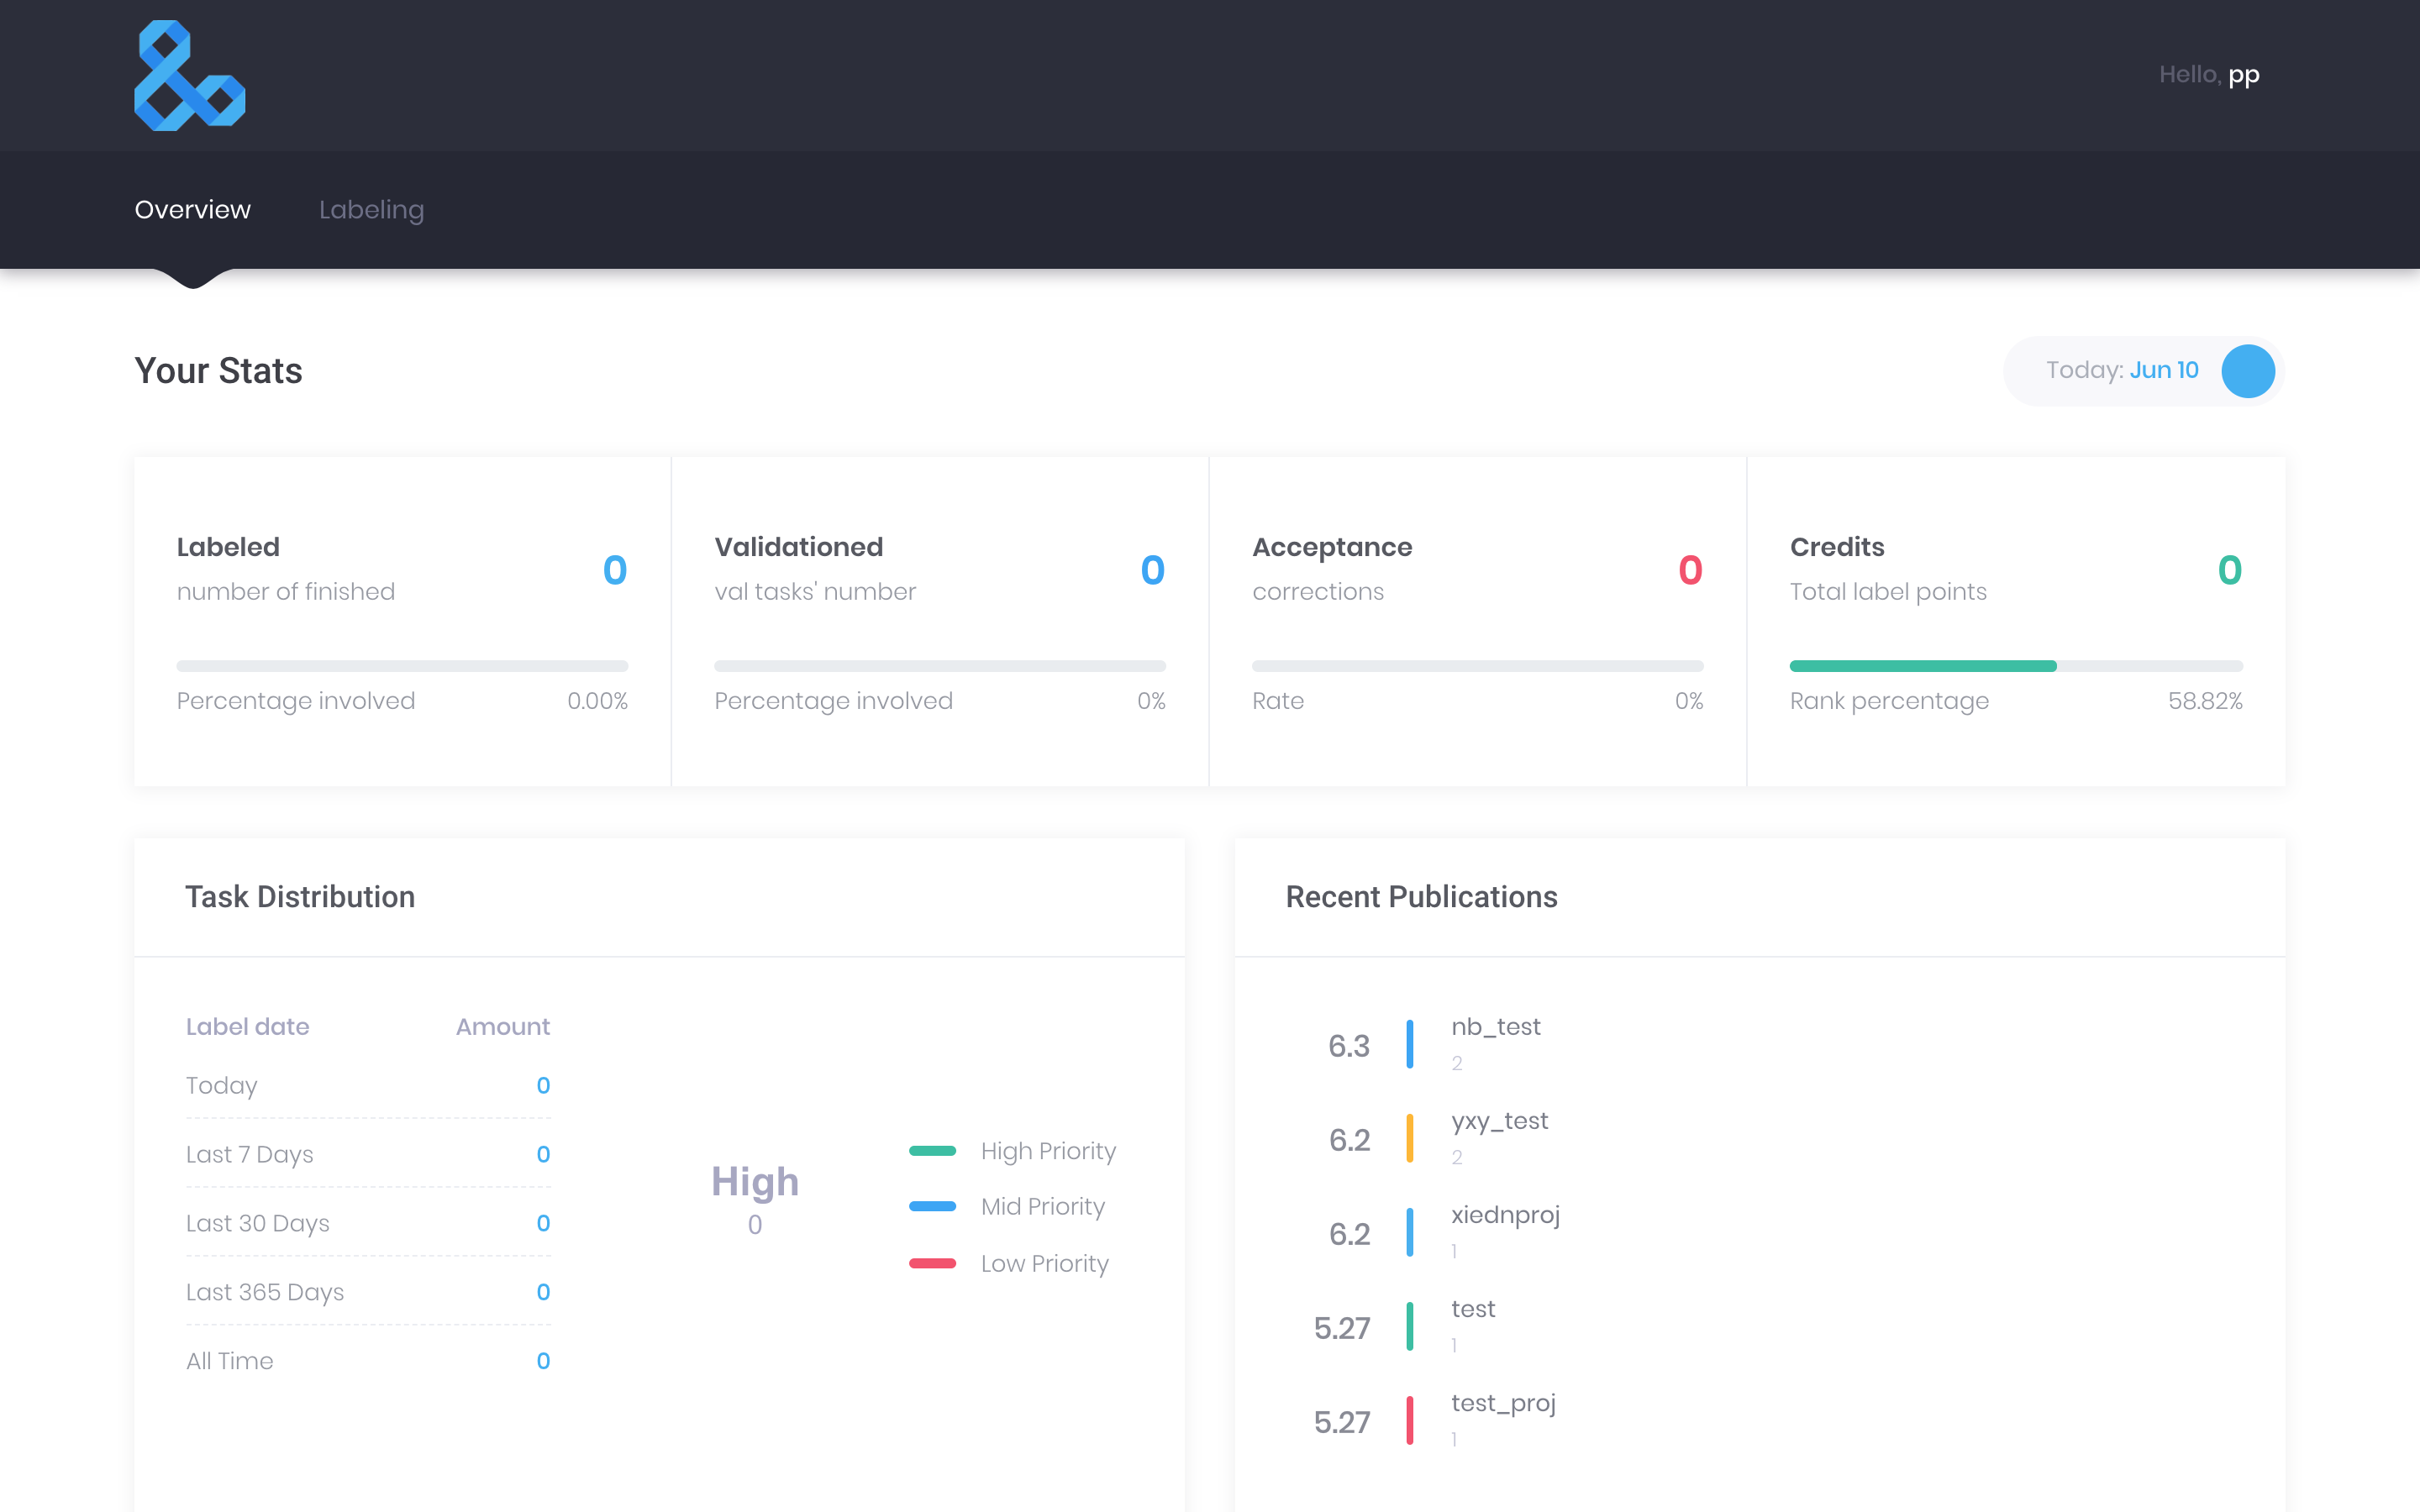 Hello, pp
Overview
Labeling
Your Stats
Today: Jun 10
Labeled
number of finished
0
Percentage involved
0.00%
Validationed
val tasks' number
0
Percentage involved
0%
Acceptance
corrections
0
Rate
0%
Credits
Total label points
0
Rank percentage
58.82%
Task Distribution
Label date Amount
Today 0
Last 7 Days 0
Last 30 Days 0
Last 365 Days 0
All Time 0
High
0
High Priority
Mid Priority
Low Priority
Recent Publications
6.3
nb_test
2
6.2
yxy_test
2
6.2
xiednproj
1
5.27
test
1
5.27
test_proj
1